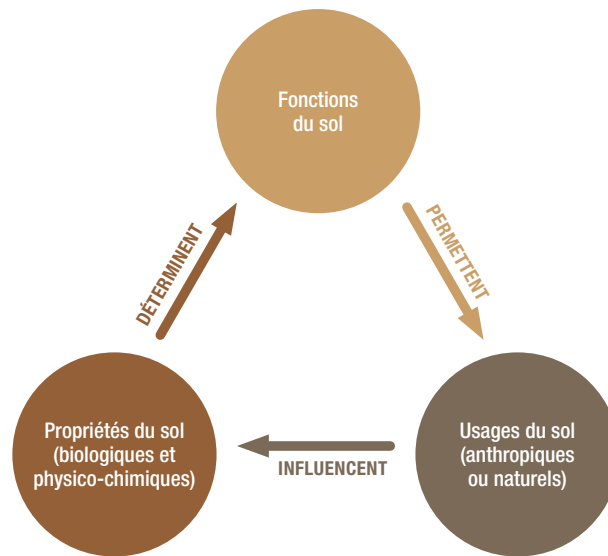 Fonctions
du sol
PERMETTENT
DÉTERMINENT
Propriétés du sol
(biologiques et
physico-chimiques)
Usages du sol
(anthropiques
ou naturels)
INFLUENCENT